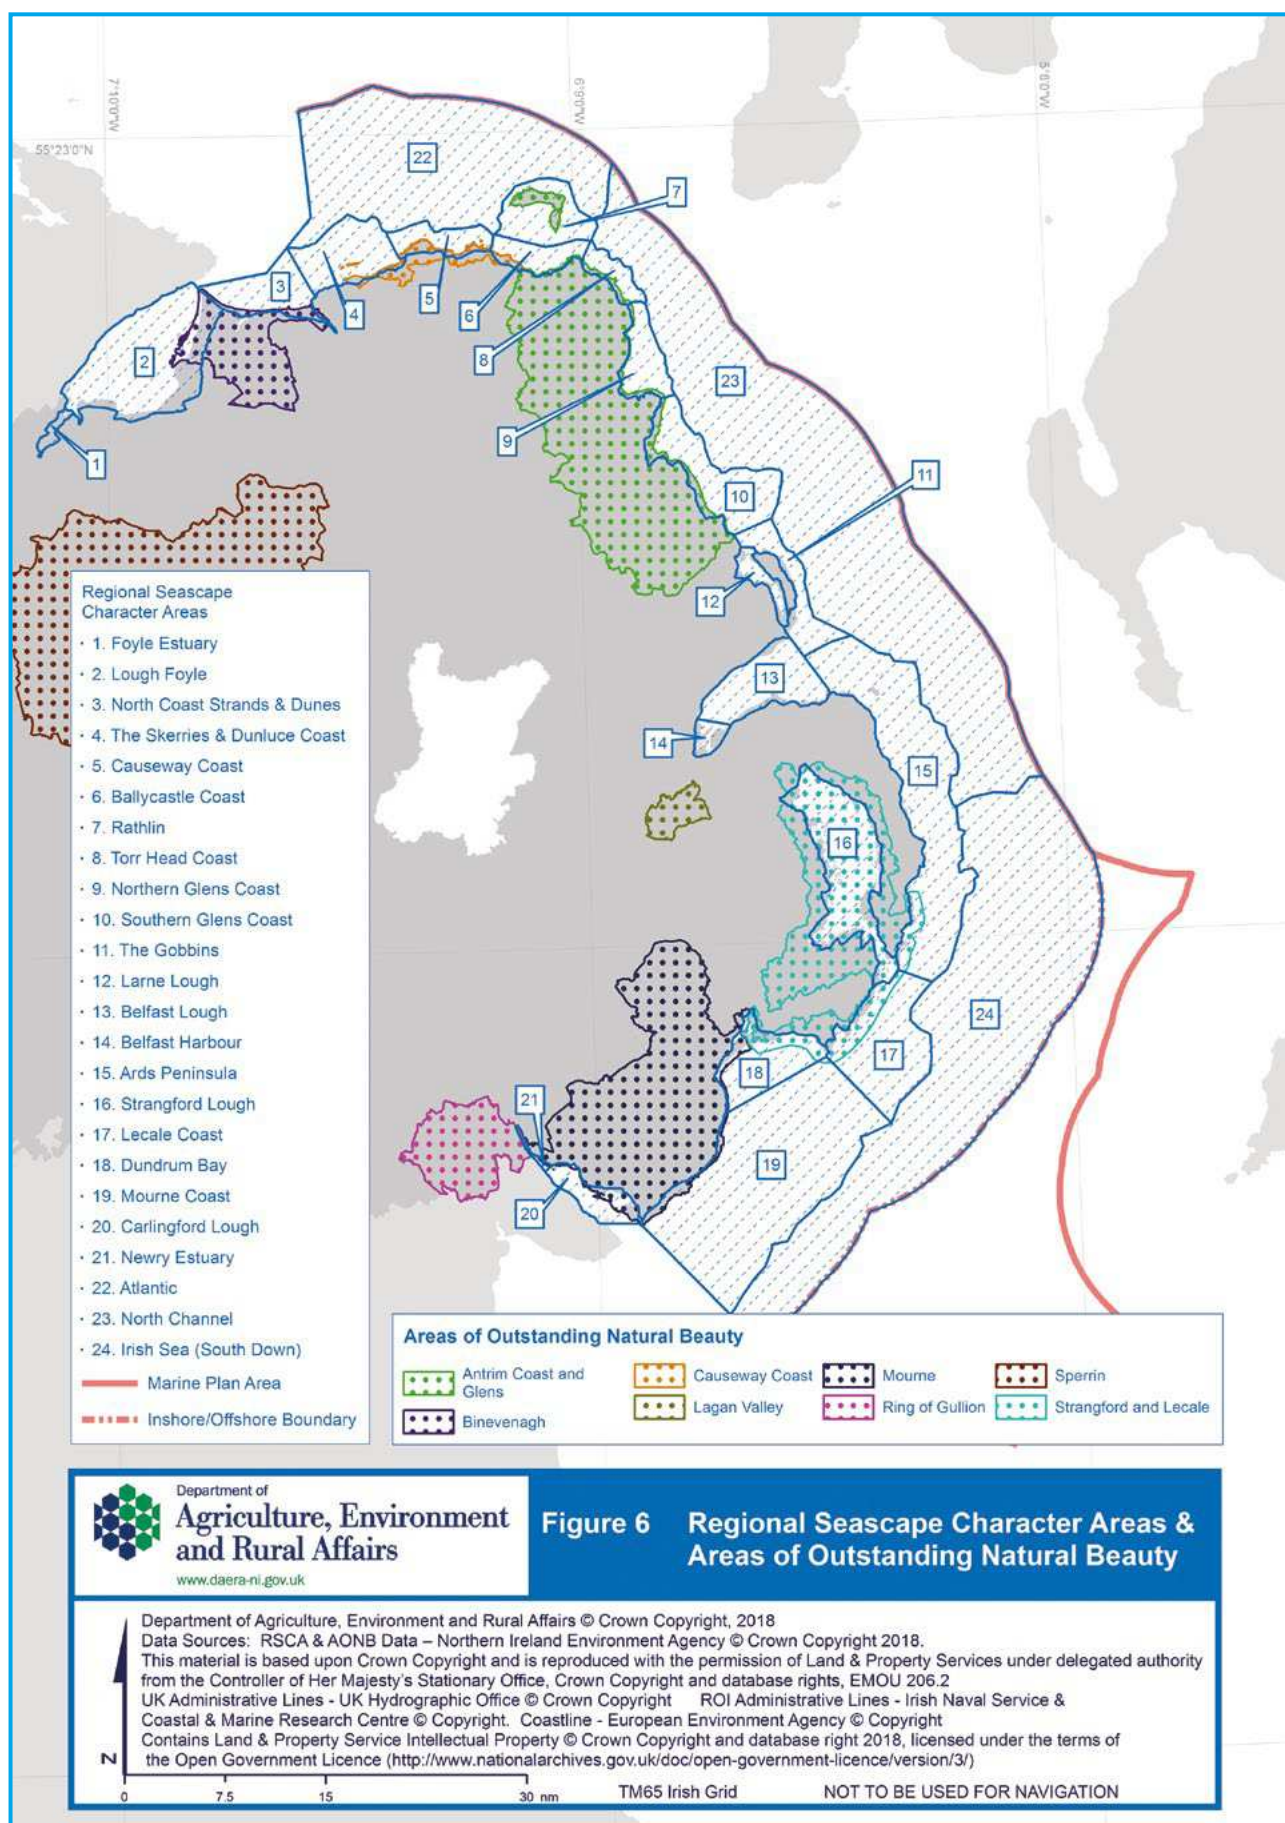 7°10'0"W
6°9'0"W
5°8'0"W
55°23'0"N
22
7
3
4
5
6
2
8
23
9
1
10
11
12
13
14
15
16
24
17
18
21
19
20
Regional Seascape
Character Areas
· 1. Foyle Estuary
· 2. Lough Foyle
· 3. North Coast Strands & Dunes
· 4. The Skerries & Dunluce Coast
· 5. Causeway Coast
· 6. Ballycastle Coast
· 7. Rathlin
· 8. Torr Head Coast
· 9. Northern Glens Coast
· 10. Southern Glens Coast
· 11. The Gobbins
· 12. Larne Lough
· 13. Belfast Lough
· 14. Belfast Harbour
· 15. Ards Peninsula
· 16. Strangford Lough
· 17. Lecale Coast
· 18. Dundrum Bay
· 19. Mourne Coast
· 20. Carlingford Lough
· 21. Newry Estuary
· 22. Atlantic
· 23. North Channel
· 24. Irish Sea (South Down)
Marine Plan Area
Inshore/Offshore Boundary
Areas of Outstanding Natural Beauty
Antrim Coast and
Glens
Binevenagh
Causeway Coast
Lagan Valley
Mourne
Ring of Gullion
Sperrin
Strangford and Lecale
Department of
Agriculture, Environment
and Rural Affairs
www.daera-ni.gov.uk
Figure 6 Regional Seascape Character Areas &
Areas of Outstanding Natural Beauty
Department of Agriculture, Environment and Rural Affairs © Crown Copyright, 2018
Data Sources: RSCA & AONB Data – Northern Ireland Environment Agency © Crown Copyright 2018.
This material is based upon Crown Copyright and is reproduced with the permission of Land & Property Services under delegated authority
from the Controller of Her Majesty's Stationary Office, Crown Copyright and database rights, EMOU 206.2
UK Administrative Lines - UK Hydrographic Office © Crown Copyright ROI Administrative Lines - Irish Naval Service &
Coastal & Marine Research Centre © Copyright. Coastline - European Environment Agency © Copyright
Contains Land & Property Service Intellectual Property © Crown Copyright and database right 2018, licensed under the terms of
the Open Government Licence (http://www.nationalarchives.gov.uk/doc/open-government-licence/version/3/)
N
0 7.5 15 30 nm
TM65 Irish Grid NOT TO BE USED FOR NAVIGATION